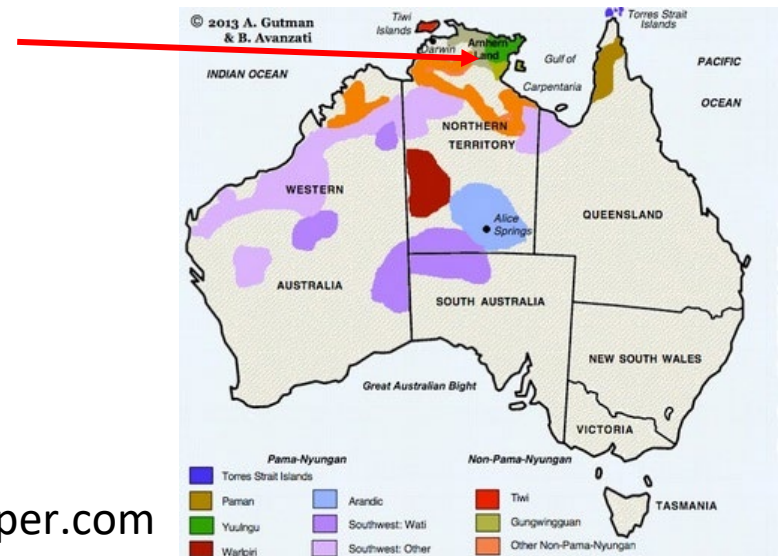 © 2013 A. Gutman
& B. Avanzati
Tiwi
Islands
Torres Strait
Islands
Darwin
Arnhem
Land
Gulf of
Carpentaria
PACIFIC
OCEAN
INDIAN OCEAN
NORTHERN
TERRITORY
WESTERN
AUSTRALIA
Alice
Springs
QUEENSLAND
SOUTH AUSTRALIA
NEW SOUTH WALES
Great Australian Bight
VICTORIA
TASMANIA
Pama-Nyungan
Non-Pama-Nyungan
Torres Strait Islands
Paman
Yuulngu
Warlpiri
Arandic
Southwest: Wati
Southwest: Other
Tiwi
Gungwingguan
Other Non-Pama-Nyungan
per.com